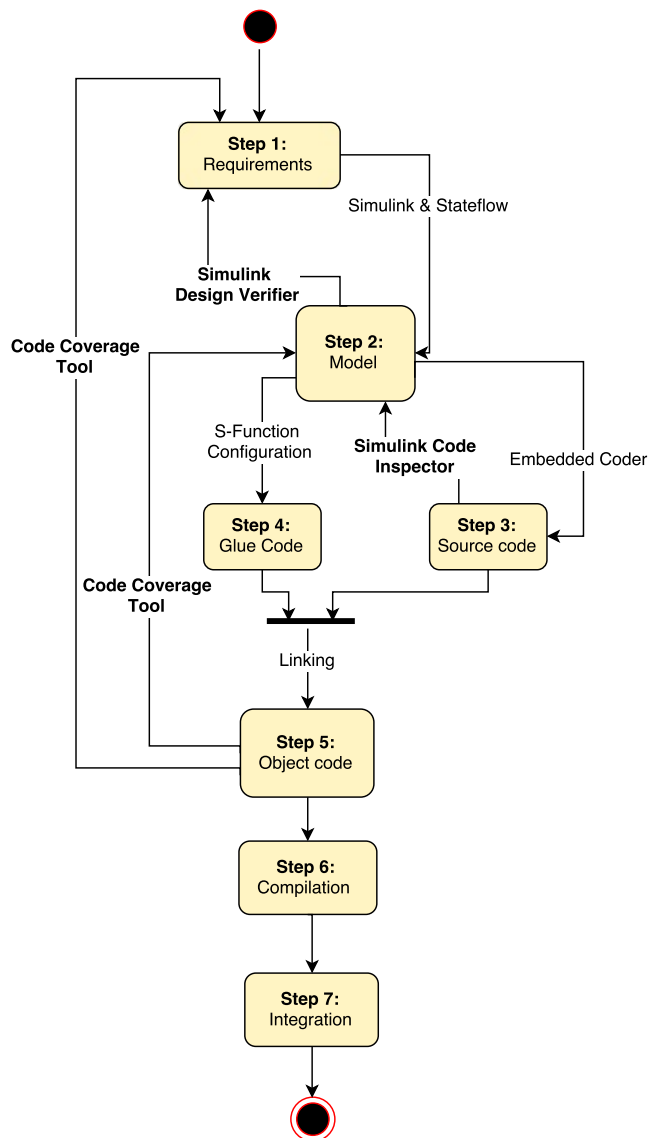 Step 1:
Requirements
Simulink & Stateflow
Simulink
Design Verifier
Step 2:
Model
Code Coverage
Tool
S-Function
Configuration
Simulink Code
Inspector
Embedded Coder
Step 4:
Glue Code
Step 3:
Source code
Code Coverage
Tool
Linking
Step 5:
Object code
Step 6:
Compilation
Step 7:
Integration